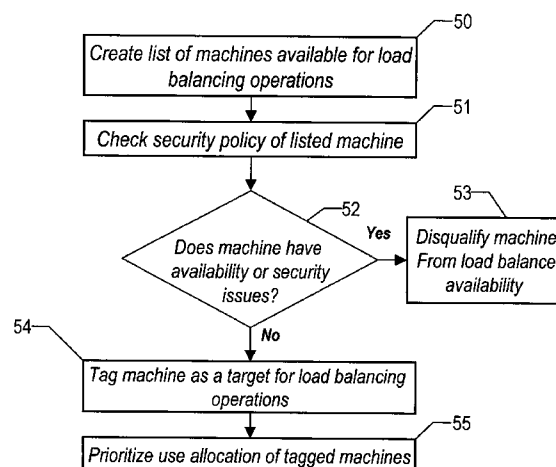 50
Create list of machines available for load
balancing operations
51
Check security policy of listed machine
52
53
Does machine have
availability or security
issues?
Yes
Disqualify machine
From load balance
availability
No
54
Tag machine as a target for load balancing
operations
55
Prioritize use allocation of tagged machines